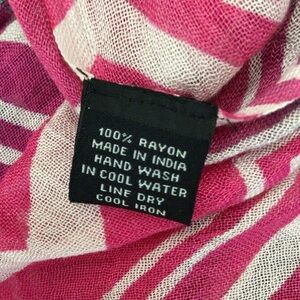 100% RAYON
MADE IN INDIA
HAND WASH
IN COOL WATER
LINE DRY
COOL IRON